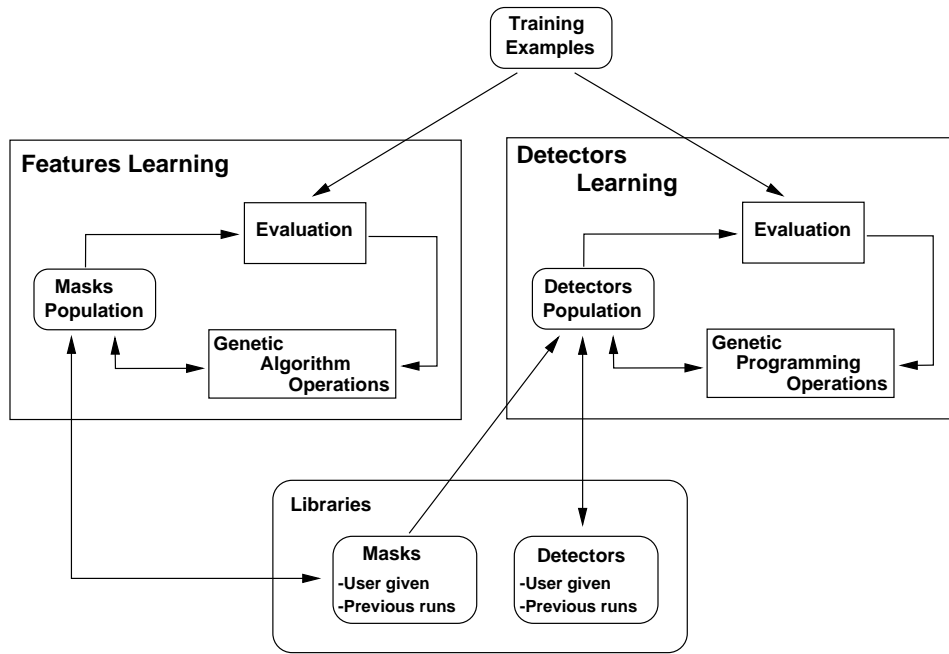 Training
Examples
Features Learning
Evaluation
Masks
Population
Genetic
Algorithm
Operations
Detectors
Learning
Evaluation
Detectors
Population
Genetic
Programming
Operations
Libraries
Masks
-User given
-Previous runs
Detectors
-User given
-Previous runs